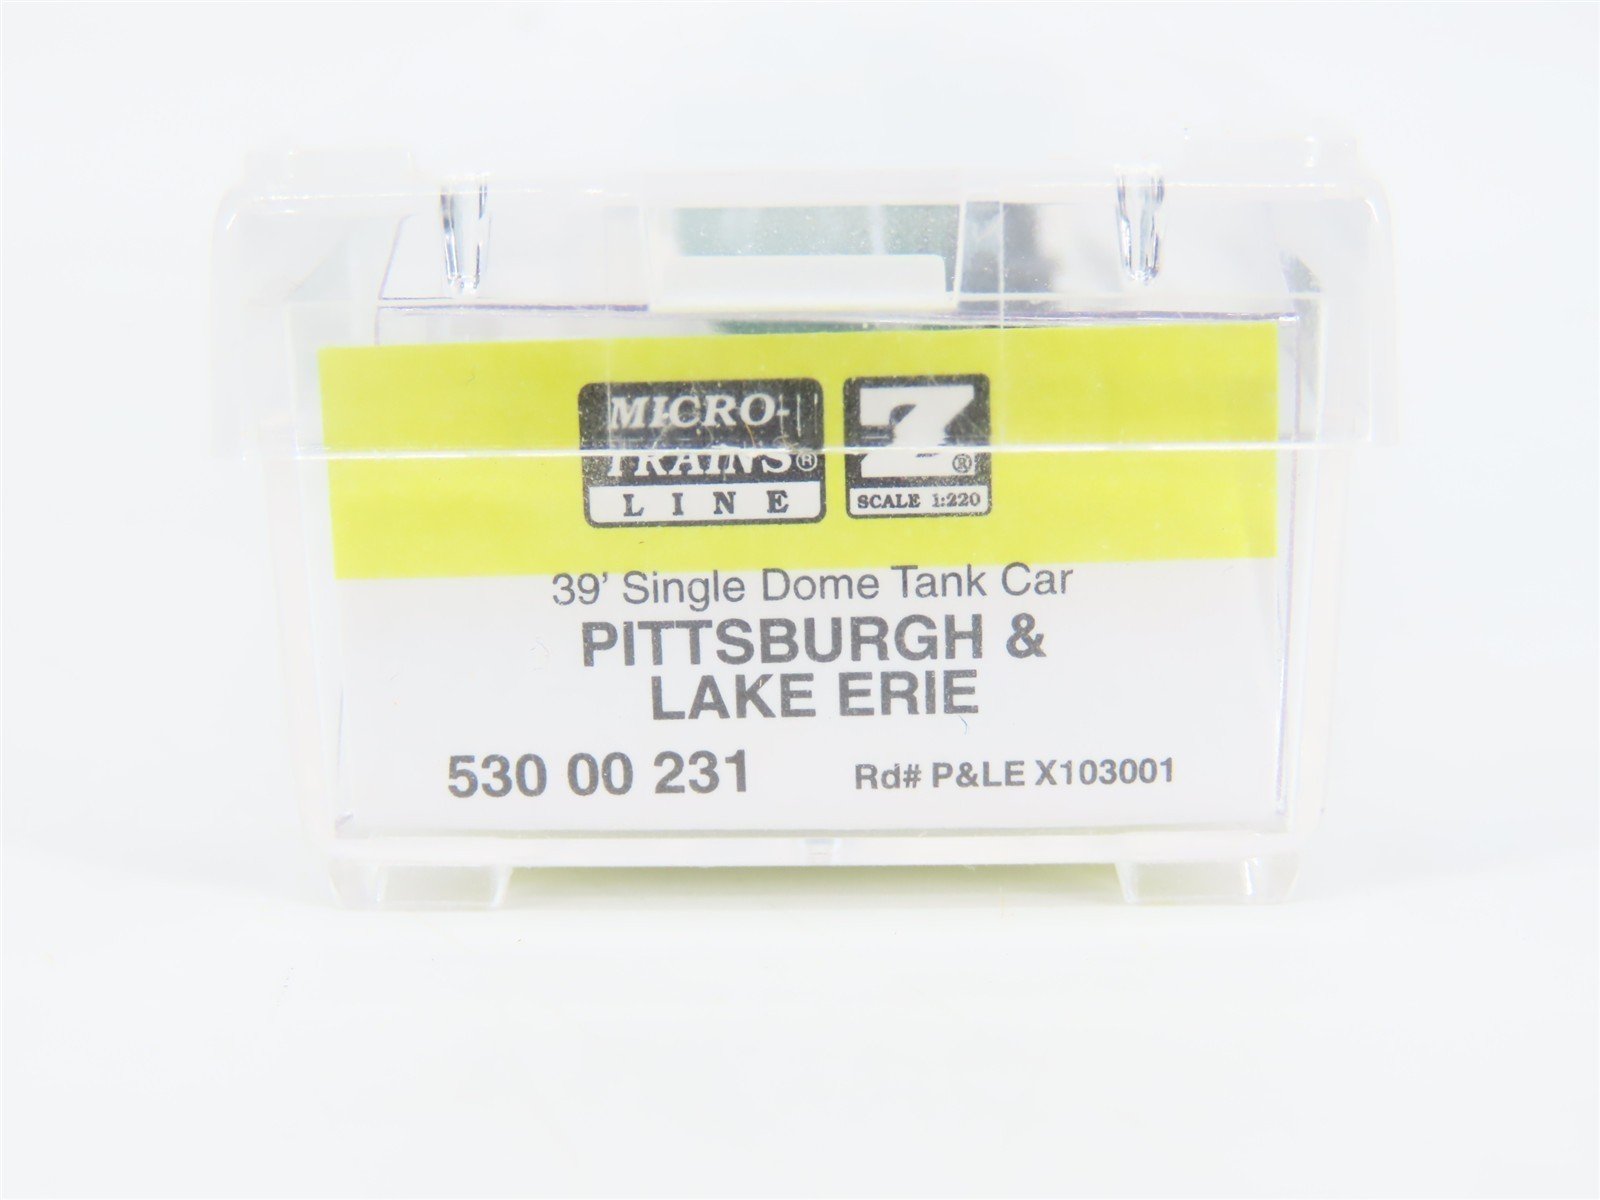 MICRO-
TRAINS®
LINE
Z®
SCALE 1:220
39' Single Dome Tank Car
PITTSBURGH &
LAKE ERIE
530 00 231
Rd# P&LE X103001